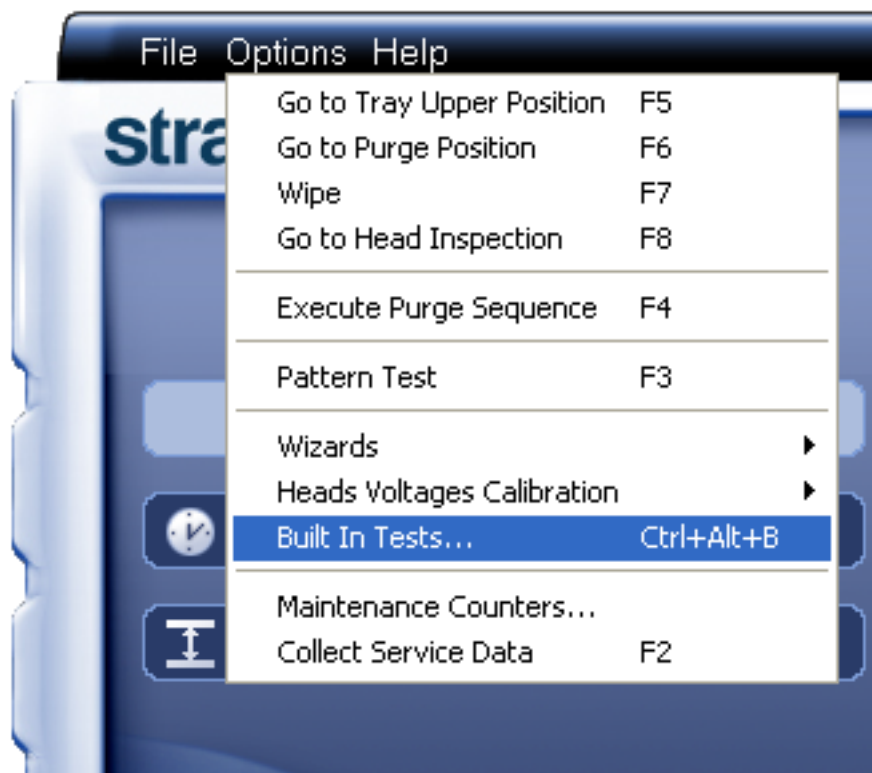 File Options Help
stra
Go to Tray Upper Position F5
Go to Purge Position F6
Wipe F7
Go to Head Inspection F8
Execute Purge Sequence F4
Pattern Test F3
Wizards
Heads Voltages Calibration
Built In Tests... Ctrl+Alt+B
Maintenance Counters...
Collect Service Data F2